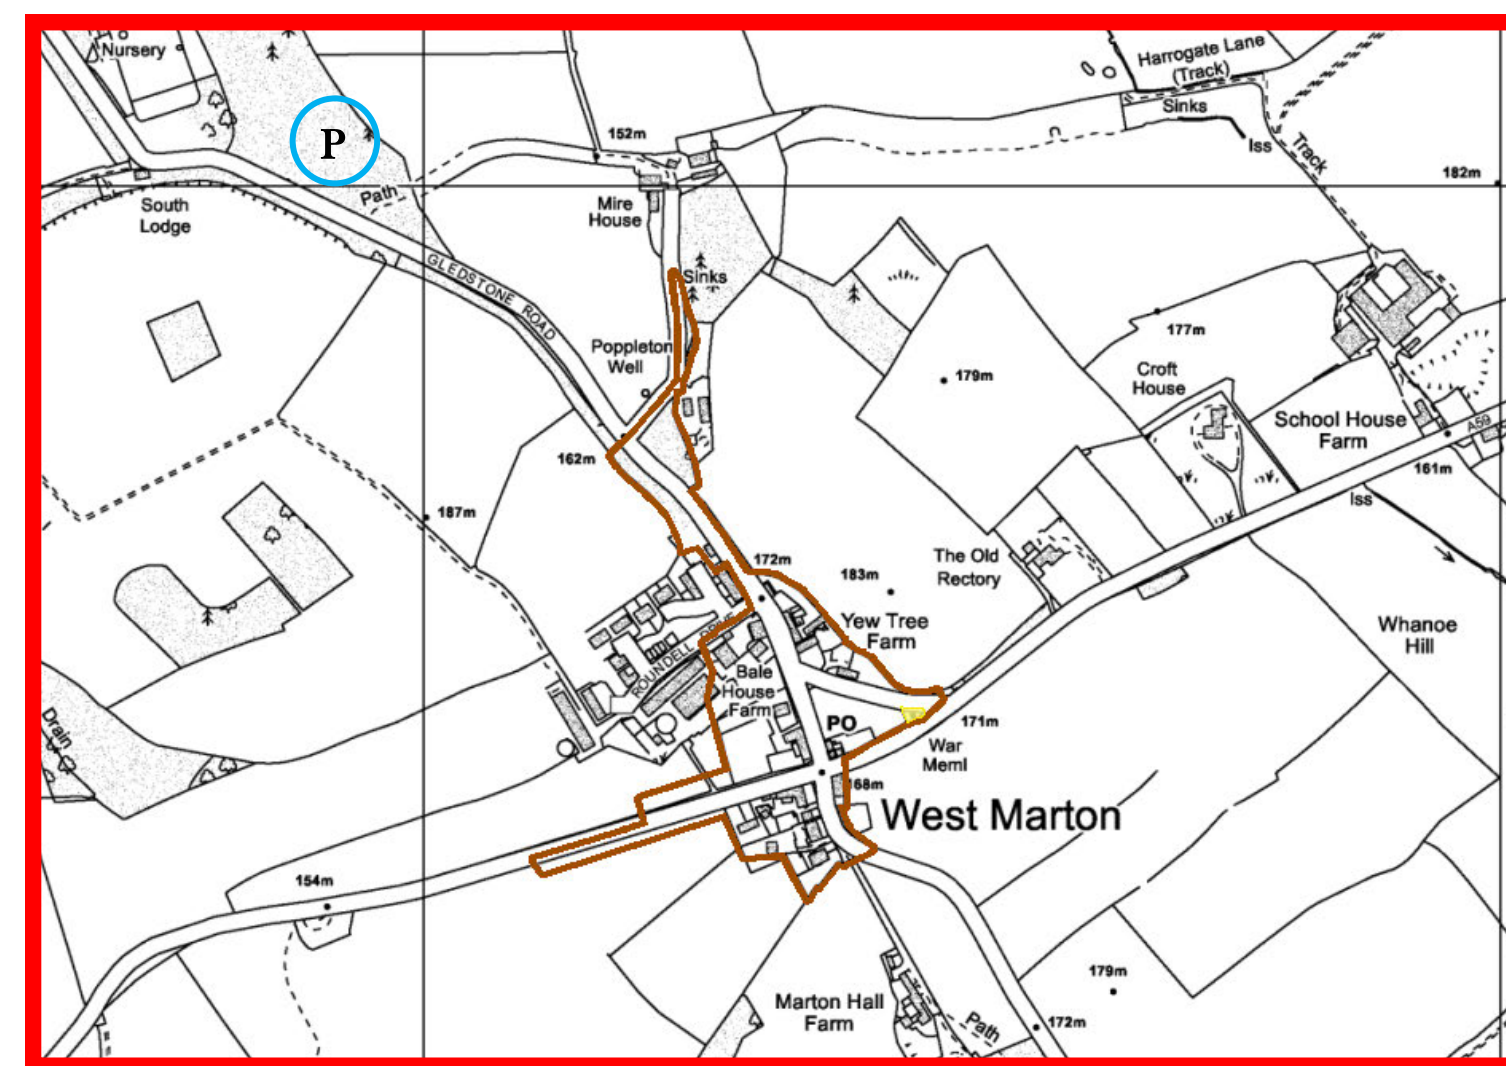 Nursery
P
Harrogate Lane
(Track)
Sinks
Iss
Track
152m
182m
Path
South
Lodge
Mire
House
Sinks
GLEDSTONE ROAD
Poppleton
Well
177m
179m
Croft
House
School House
Farm
A59
161m
Iss
162m
187m
172m
The Old
Rectory
183m
Yew Tree
Farm
Whanoe
Hill
ROUNDELL DRIVE
Bale
House
Farm
PO
171m
War
Meml
Drain
168m
West Marton
154m
179m
Marton Hall
Farm
Path
172m